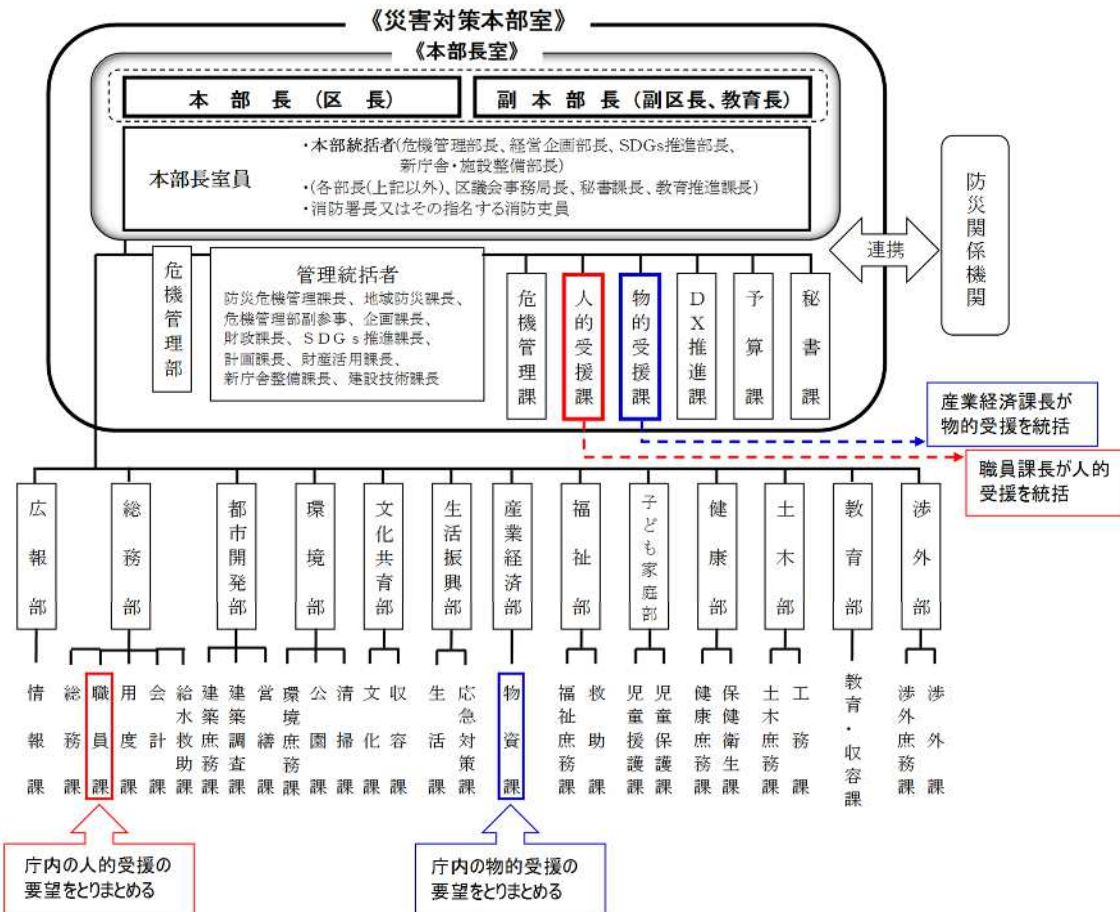 《災害対策本部室》
《本部長室》
本部長（区長）
副本部長（副区長、教育長）
本部長室員
・本部統括者(危機管理部長、経営企画部長、SDGs推進部長、
新庁舎・施設整備部長)
・(各部長(上記以外)、区議会事務局長、秘書課長、教育推進課長)
・消防署長又はその指名する消防吏員
防災関係機関
連携
危機管理部
管理統括者
防災危機管理課長、地域防災課長、
危機管理部副参事、企画課長、
財政課長、ＳＤＧｓ推進課長、
計画課長、財産活用課長、
新庁舎整備課長、建設技術課長
危機管理課
人的受援課
物的受援課
ＤＸ推進課
予算課
秘書課
産業経済課長が
物的受援を統括
職員課長が人的
受援を統括
広報部
総務部
都市開発部
環境部
文化共育部
生活振興部
産業経済部
福祉部
子ども家庭部
健康部
土木部
教育部
渉外部
情報課
総務課
職員課
用度課
会計課
給水救助課
建築庶務課
建築調査課
営繕課
環境庶務課
公園課
清掃課
文化課
収容課
生活課
応急対策課
物資課
福祉庶務課
救助課
児童援護課
児童保護課
健康庶務課
保健衛生課
土木庶務課
工務課
教育・収容課
渉外庶務課
渉外課
庁内の人的受援の
要望をとりまとめる
庁内の物的受援の
要望をとりまとめる